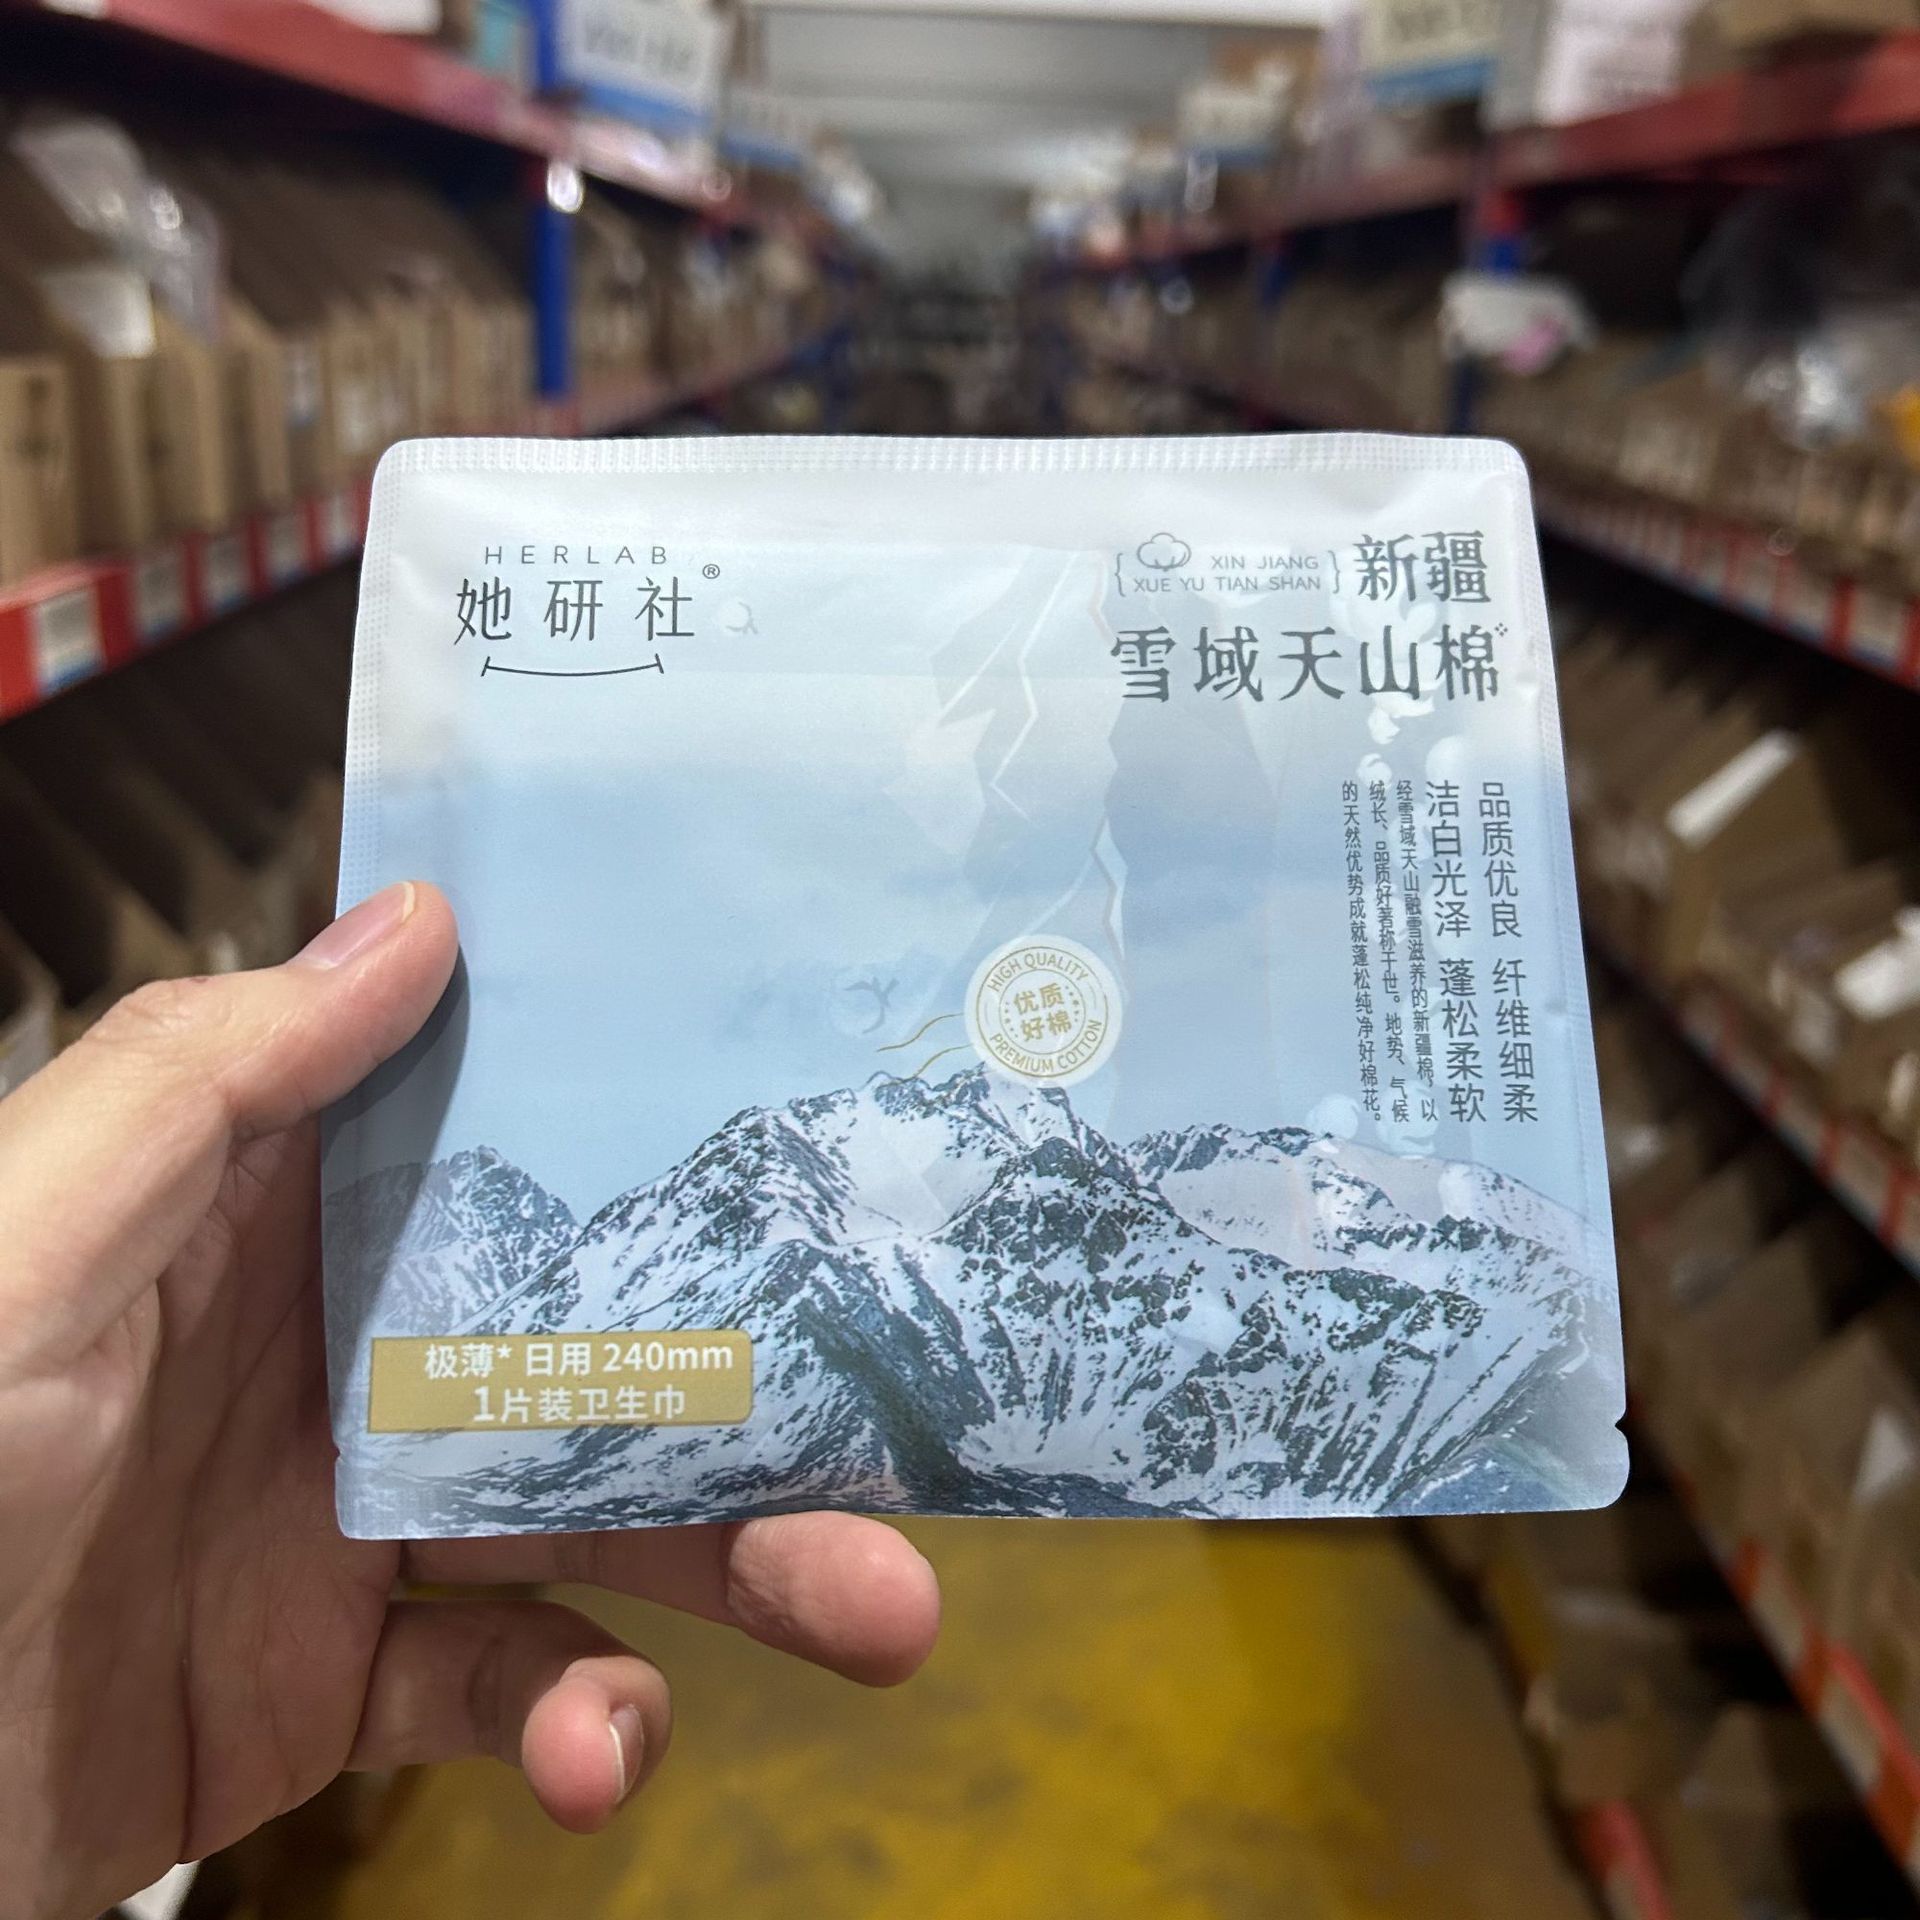 HERLAB
她研社®
XIN JIANG
XUE YU TIAN SHAN
新疆
雪域天山棉
品质优良 纤维细柔
洁白光泽 蓬松柔软
经雪域天山融雪滋养的新疆棉，以
绒长、品质好著称于世。地势、气候
的天然优势成就蓬松纯净好棉花。
HIGH QUALITY
优质
好棉
PREMIUM COTTON
极薄* 日用 240mm
1片装卫生巾